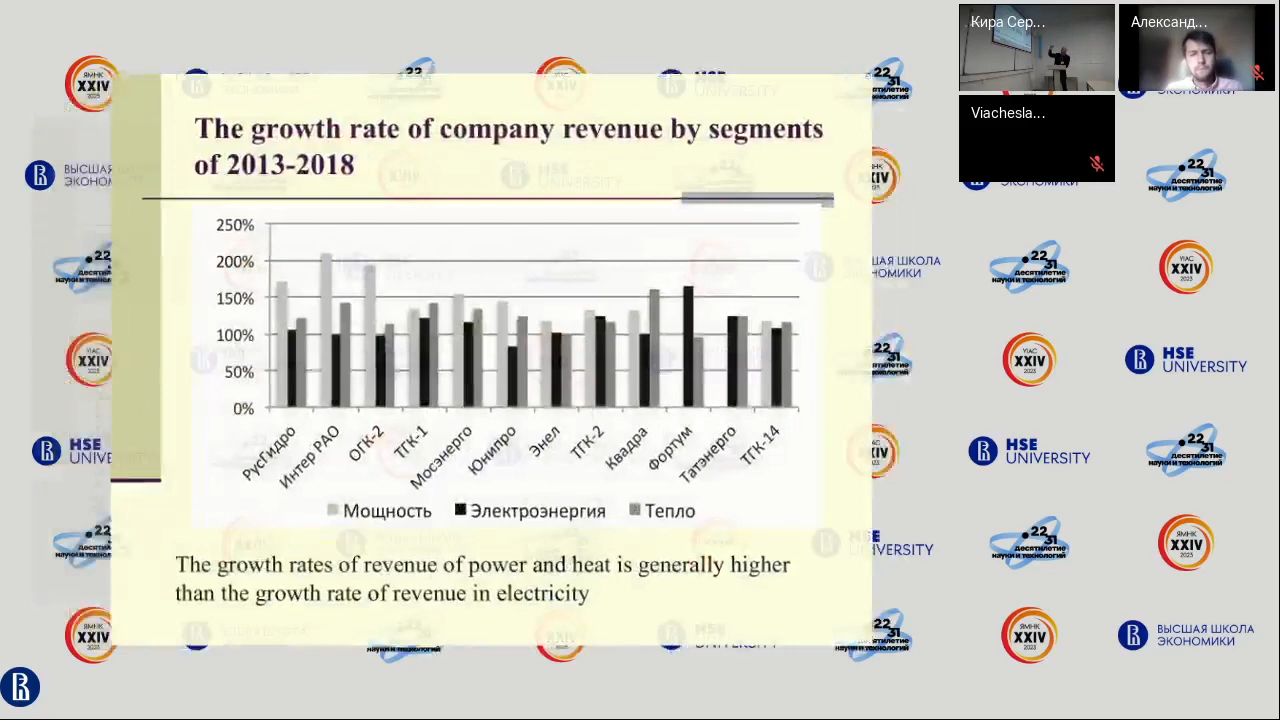 Кира Сер...
Александ...
Viachesla...
The growth rate of company revenue by segments
of 2013-2018
250%
200%
150%
100%
50%
0%
РусГидро
Интер РАО
ОГК-2
ТГК-1
Мосэнерго
Юнипро
Энел
ТГК-2
Квадра
Фортум
Татэнерго
ТГК-14
Мощность
Электроэнергия
Тепло
The growth rates of revenue of power and heat is generally higher
than the growth rate of revenue in electricity
ЯМНК
XXIV
2023
22
31
десятилетие
науки и технологий
YIAC
XXIV
2023
HSE
UNIVERSITY
ВЫСШАЯ ШКОЛА
ЭКОНОМИКИ